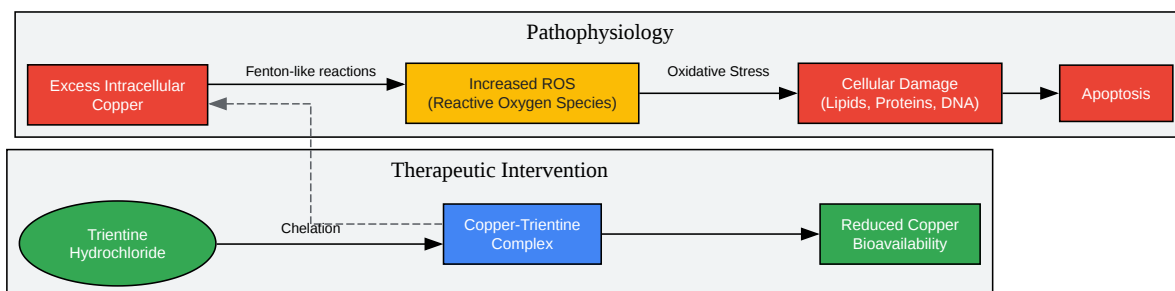 Pathophysiology
Excess Intracellular
Copper
Fenton-like reactions
Increased ROS
(Reactive Oxygen Species)
Oxidative Stress
Cellular Damage
(Lipids, Proteins, DNA)
Apoptosis
Therapeutic Intervention
Trientine
Hydrochloride
Chelation
Copper-Trientine
Complex
Reduced Copper
Bioavailability